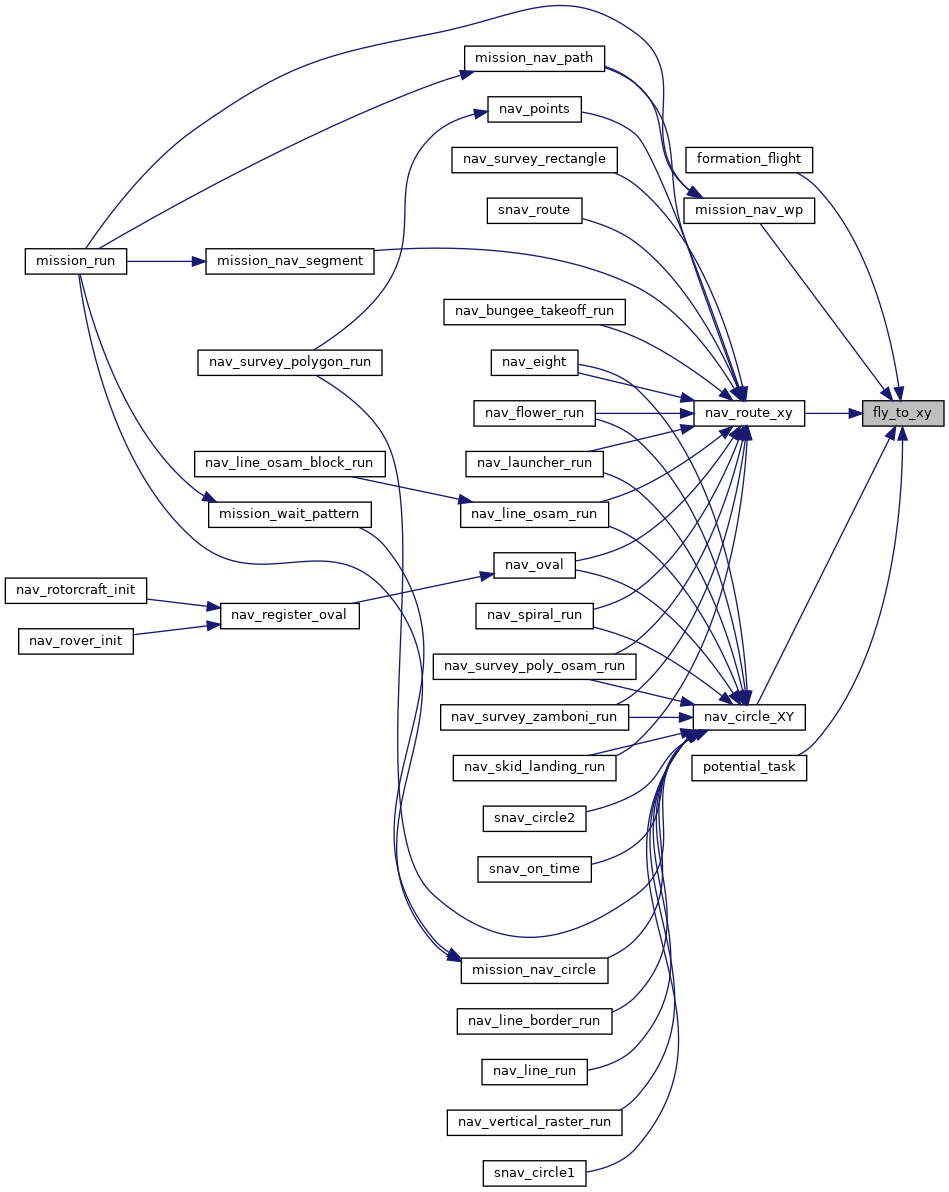 mission_nav_path
nav_points
formation_flight
nav_survey_rectangle
snav_route
mission_nav_wp
mission_run
mission_nav_segment
nav_bungee_takeoff_run
nav_survey_polygon_run
nav_eight
nav_flower_run
nav_route_xy
fly_to_xy
nav_line_osam_block_run
nav_launcher_run
mission_wait_pattern
nav_line_osam_run
nav_oval
nav_rotorcraft_init
nav_register_oval
nav_spiral_run
nav_rover_init
nav_survey_poly_osam_run
nav_survey_zamboni_run
nav_circle_XY
nav_skid_landing_run
potential_task
snav_circle2
snav_on_time
mission_nav_circle
nav_line_border_run
nav_line_run
nav_vertical_raster_run
snav_circle1